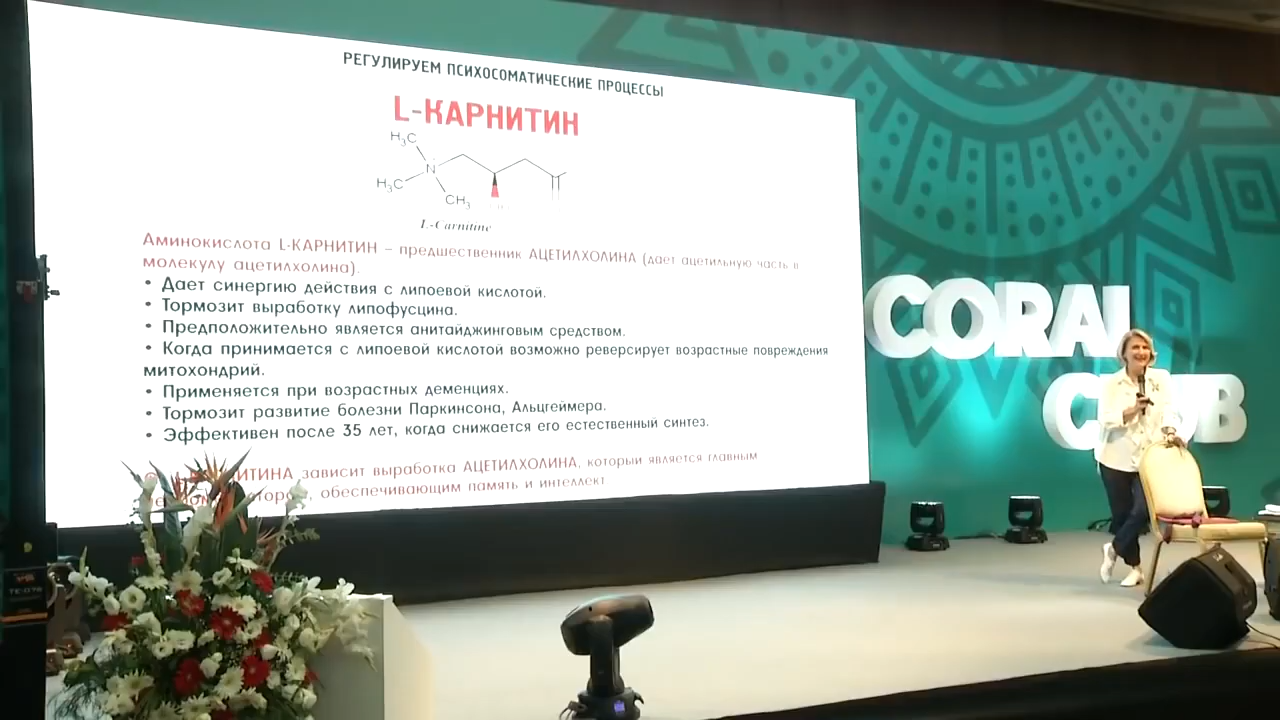 РЕГУЛИРУЕМ ПСИХОСОМАТИЧЕСКИЕ ПРОЦЕССЫ
L-КАРНИТИН
H3C
N
H3C
CH3
L-Carnitine
Аминокислота L-КАРНИТИН – предшественник АЦЕТИЛХОЛИНА (дает ацетильную часть в
молекулу ацетилхолина).
• Дает синергию действия с липоевой кислотой.
• Тормозит выработку липофусцина.
• Предположительно является анитайджинговым средством.
• Когда принимается с липоевой кислотой возможно реверсирует возрастные повреждения
митохондрий.
• Применяется при возрастных деменциях.
• Тормозит развитие болезни Паркинсона, Альцгеймера.
• Эффективен после 35 лет, когда снижается его естественный синтез.
зависит выработка АЦЕТИЛХОЛИНА, который является главным
обеспечивающим память и интеллект
CORAL
CLUB